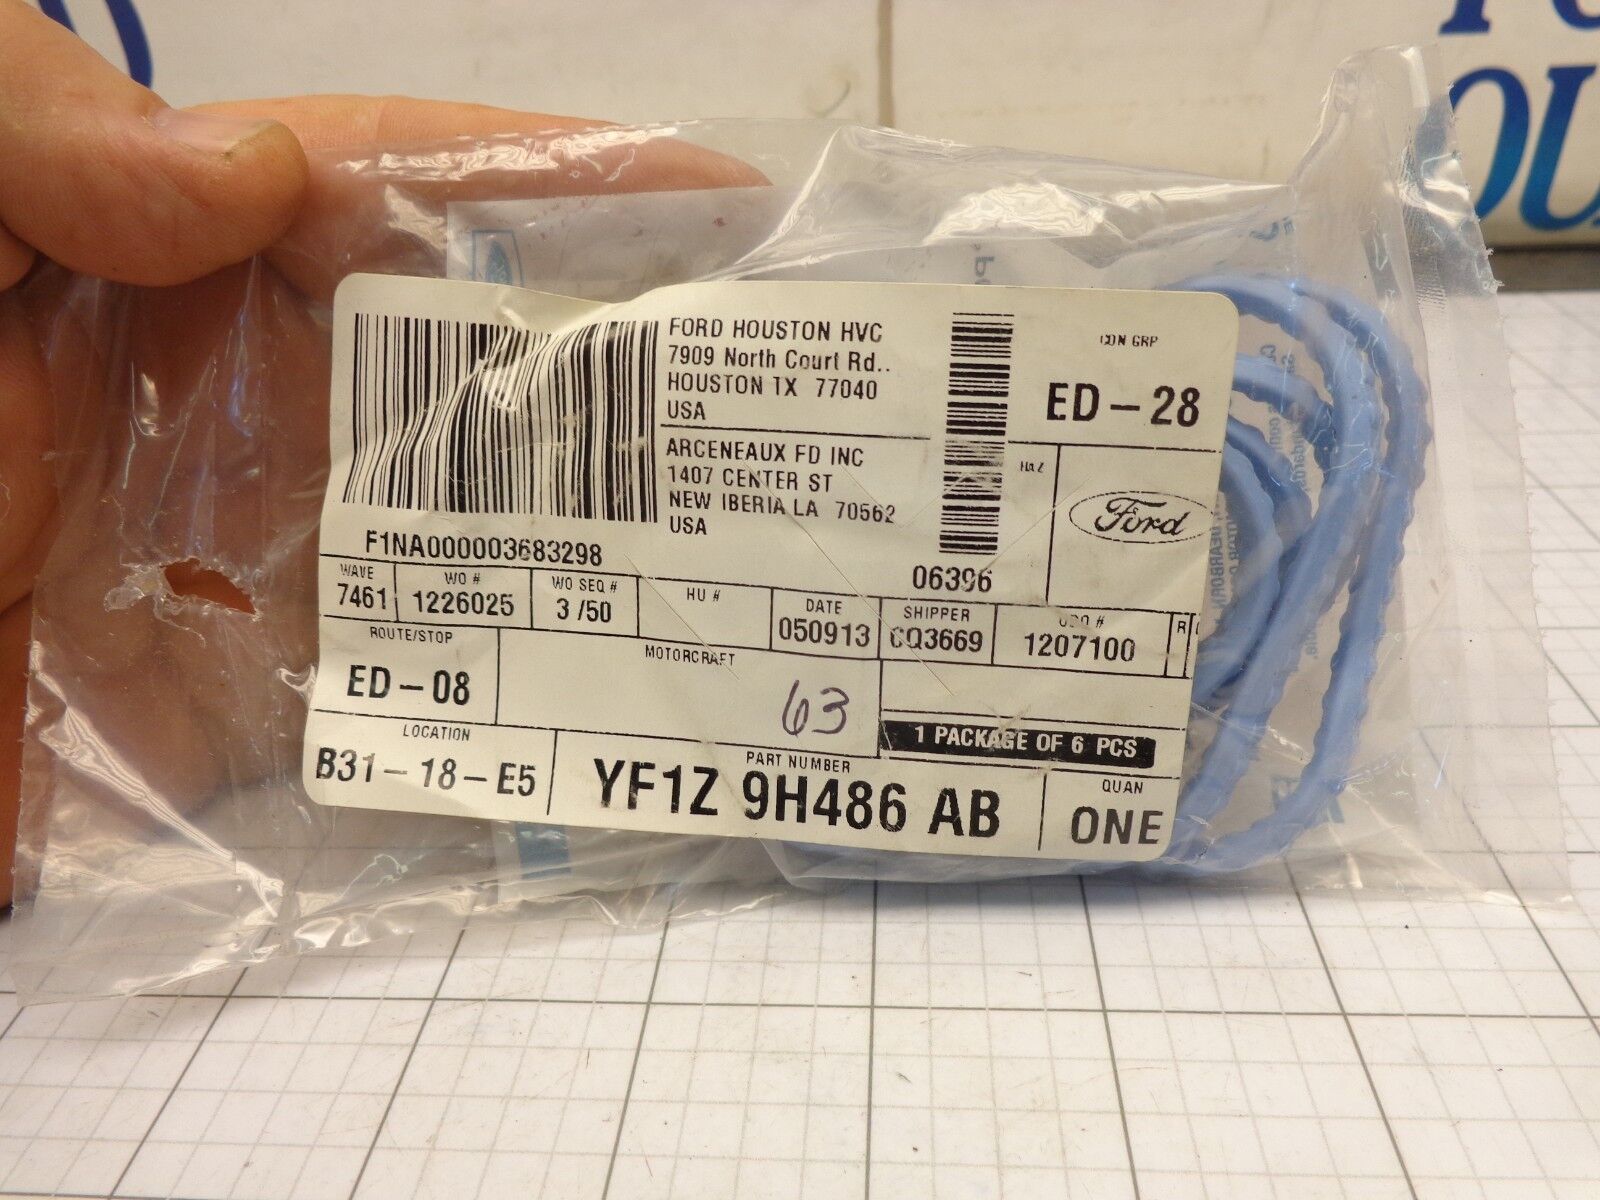 FORD HOUSTON HVC
7909 North Court Rd..
HOUSTON TX 77040
USA
ARCENEAUX FD INC
1407 CENTER ST
NEW IBERIA LA 70562
USA
F1NA000003683298
06396
CON GRP
ED - 28
HAZ
Ford
WAVE
7461
WO #
1226025
WO SEQ #
3 /50
HU #
DATE
050913
SHIPPER
CQ3669
1207100
R
ROUTE/STOP
ED - 08
MOTORCRAFT
63
1 PACKAGE OF 6 PCS
LOCATION
B31 - 18 - E5
PART NUMBER
YF1Z 9H486 AB
QUAN
ONE